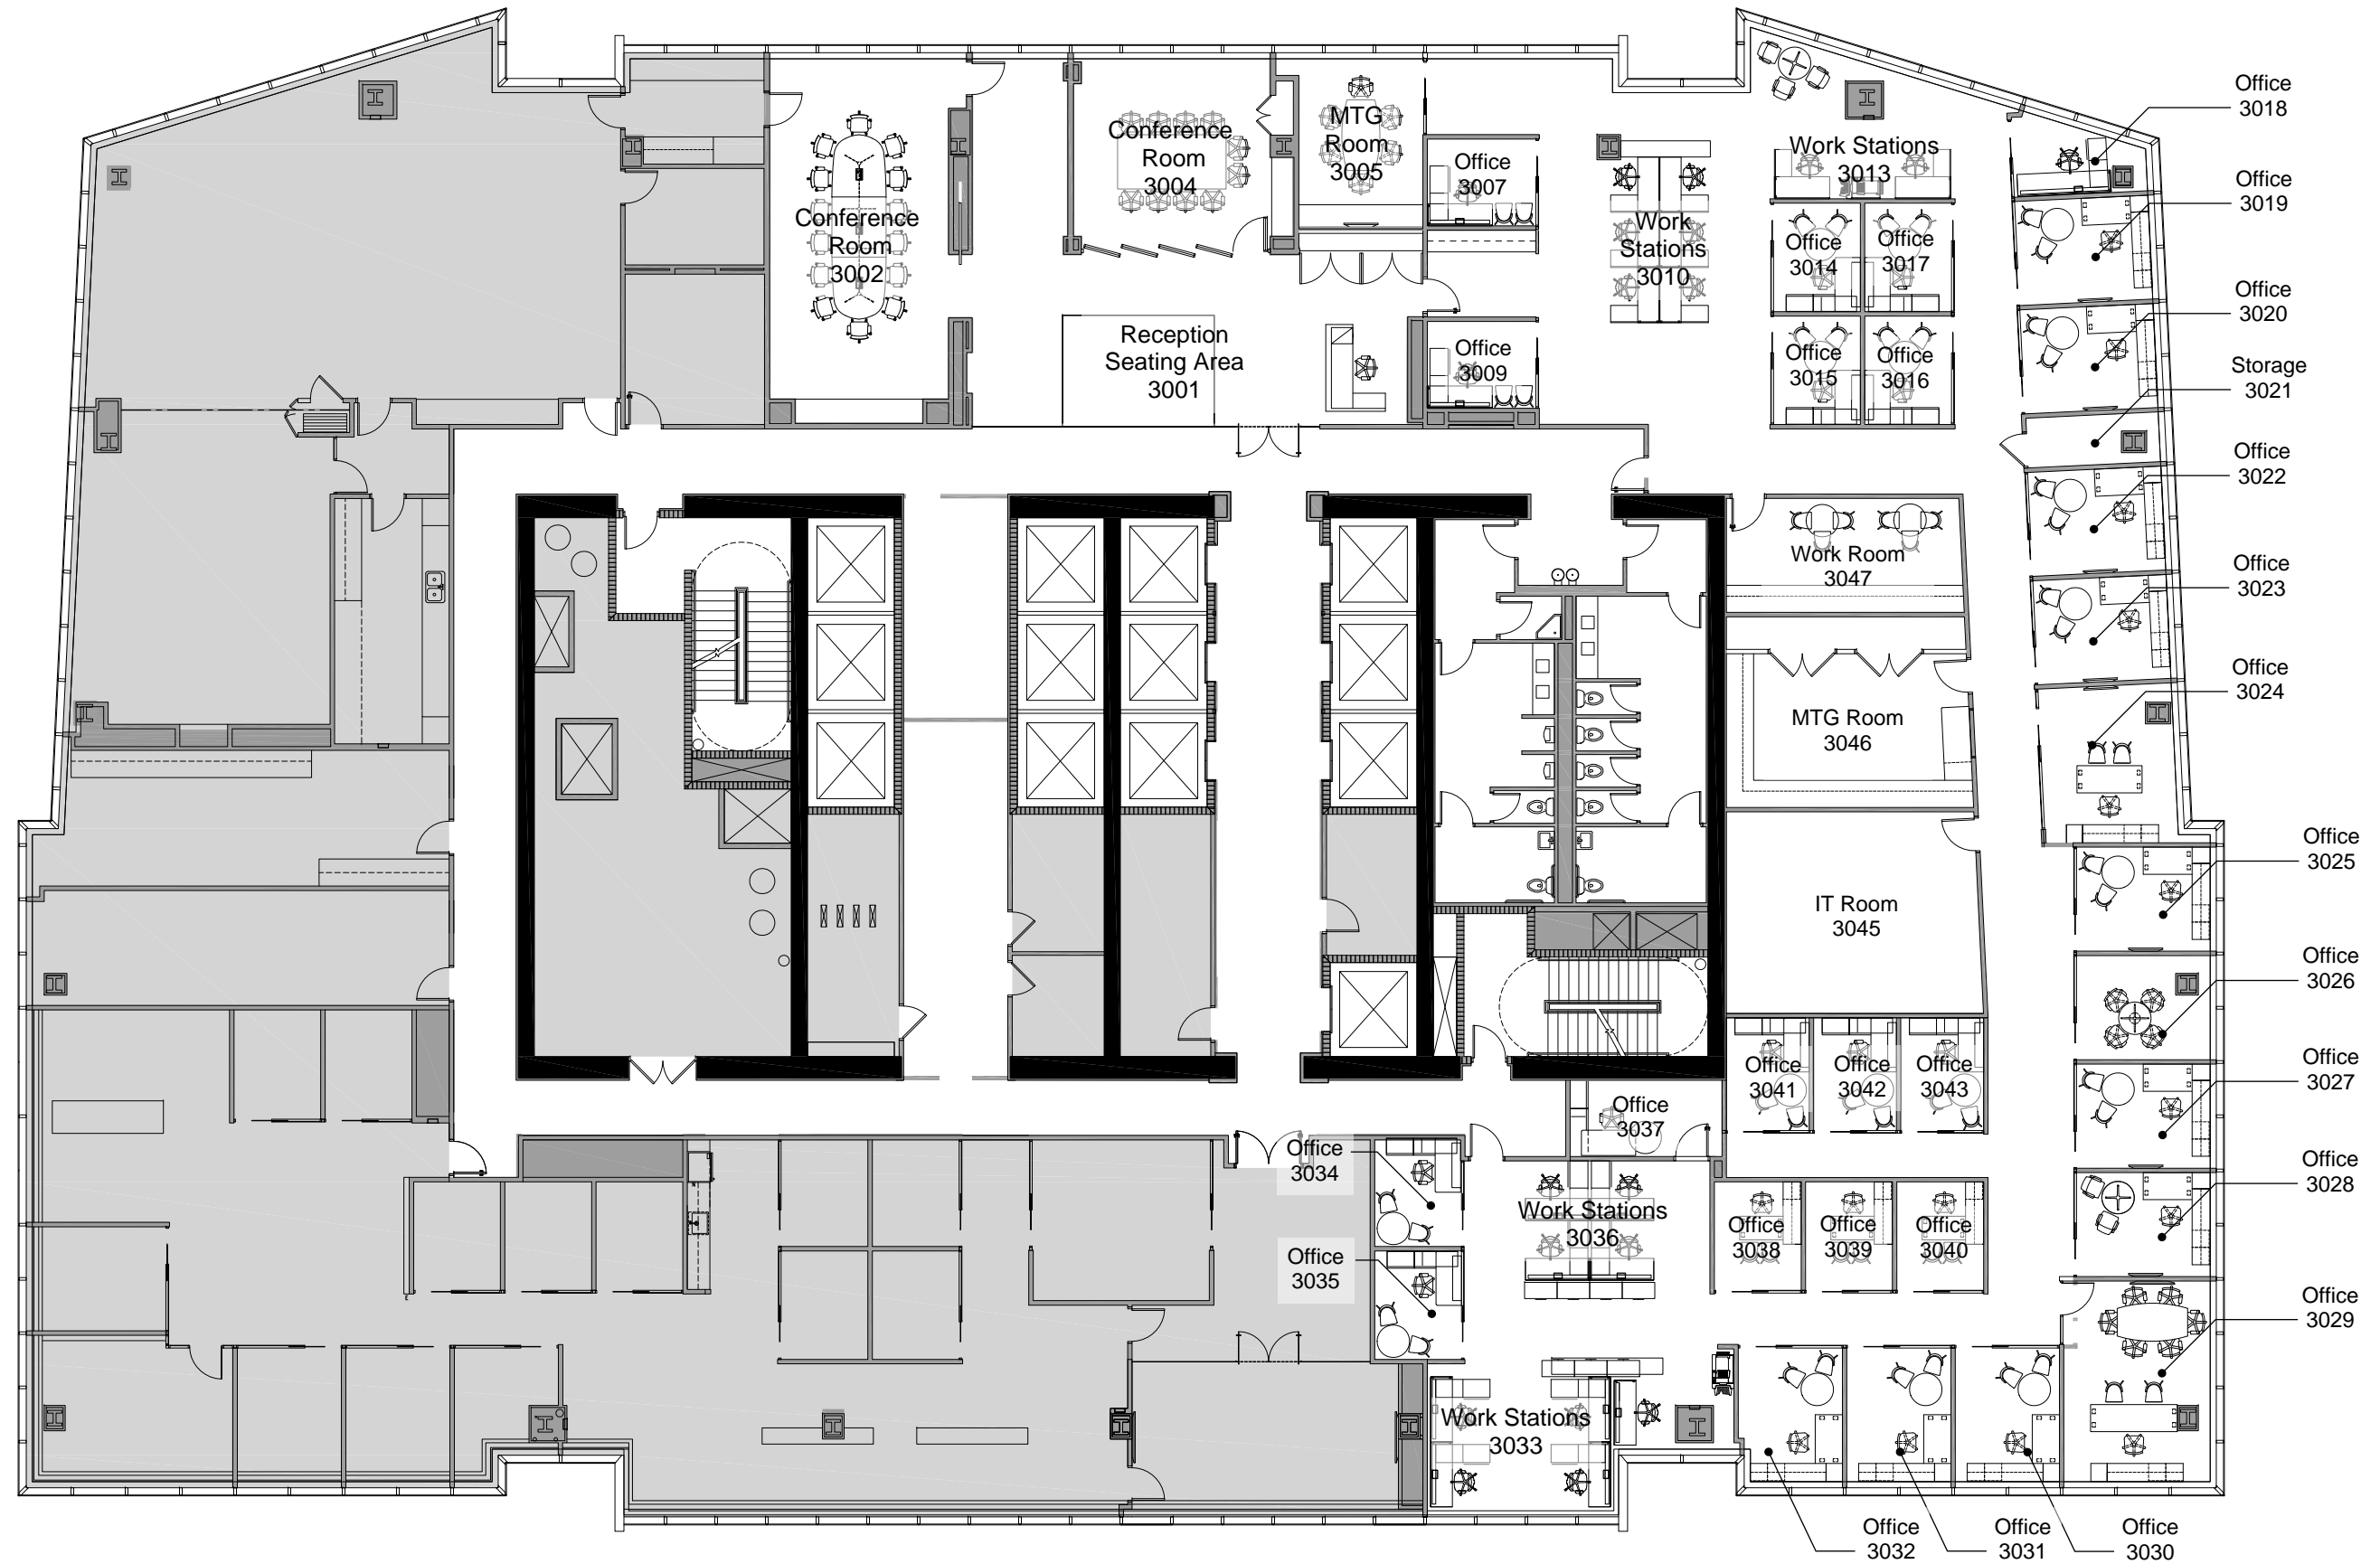 Office
3018
Office
3019
Office
3020
Storage
3021
Office
3022
Office
3023
Office
3024
Office
3025
Office
3026
Office
3027
Office
3028
Office
3029
Office
3030
Office
3031
Office
3032
Conference
Room
3002
Conference
Room
3004
MTG
Room
3005
Office
3007
Office
3009
Reception
Seating Area
3001
Work
Stations
3010
Work Stations
3013
Office
3014
Office
3017
Office
3015
Office
3016
Work Room
3047
MTG Room
3046
IT Room
3045
Office
3041
Office
3042
Office
3043
Office
3037
Office
3034
Office
3035
Work Stations
3036
Office
3038
Office
3039
Office
3040
Work Stations
3033